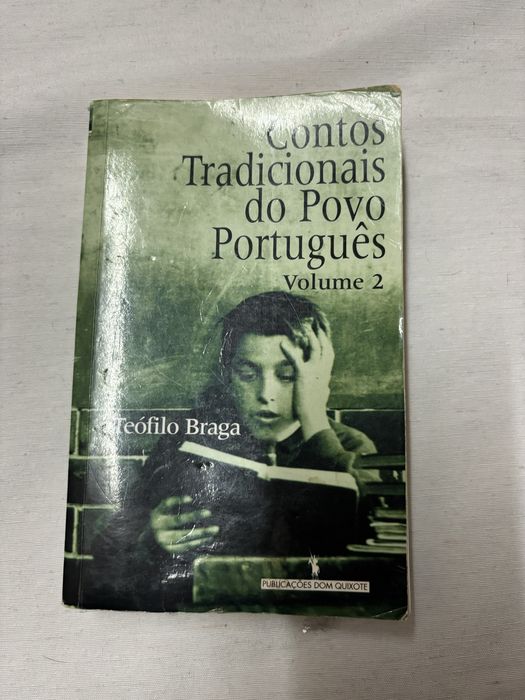 Contos
Tradicionais
do Povo
Português
Volume 2
Teófilo Braga
PUBLICAÇÕES DOM QUIXOTE